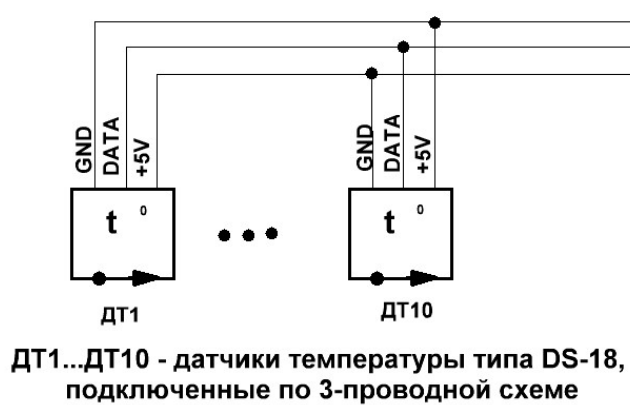 GND DATA +5V GND DATA +5V
t 0 t 0
ДТ1 ДТ10
ДТ1...ДТ10 - датчики температуры типа DS-18,
подключенные по 3-проводной схеме